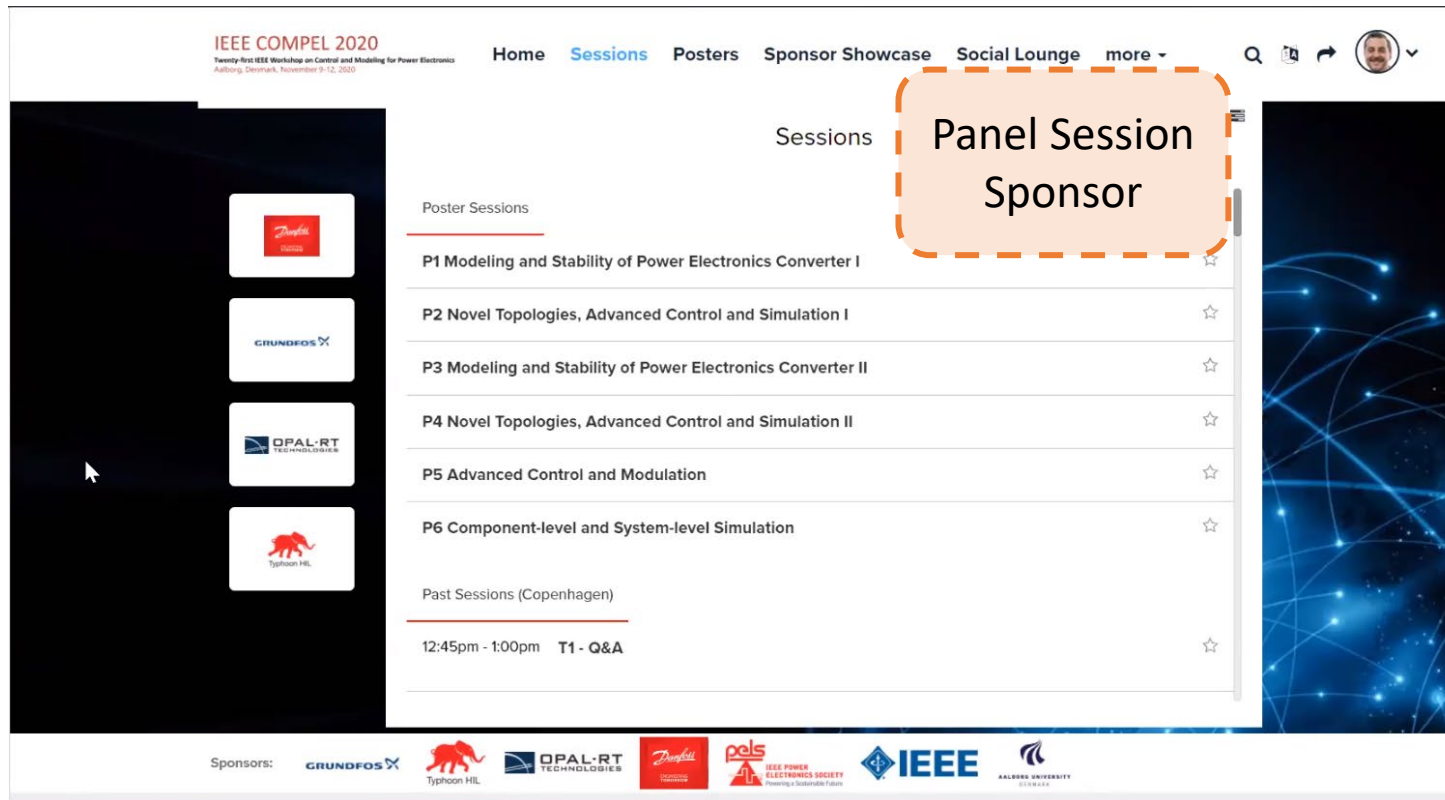 IEEE COMPEL 2020
Twenty-first IEEE Workshop on Control and Modeling for Power Electronics
Aalborg, Denmark, November 9-12, 2020
Home Sessions Posters Sponsor Showcase Social Lounge more
Sessions
Panel Session
Sponsor
Poster Sessions
P1 Modeling and Stability of Power Electronics Converter I
P2 Novel Topologies, Advanced Control and Simulation I
P3 Modeling and Stability of Power Electronics Converter II
P4 Novel Topologies, Advanced Control and Simulation II
P5 Advanced Control and Modulation
P6 Component-level and System-level Simulation
Past Sessions (Copenhagen)
12:45pm - 1:00pm T1 - Q&A
Danfoss
GRUNDFOS
OPAL-RT
TECHNOLOGIES
Typhoon HIL
Sponsors:
GRUNDFOS
Typhoon HIL
OPAL-RT
TECHNOLOGIES
Danfoss
ENGINEERING
TOMORROW
pels
IEEE POWER
ELECTRONICS SOCIETY
Powering a Sustainable Future
IEEE
AALBORG UNIVERSITY
DENMARK